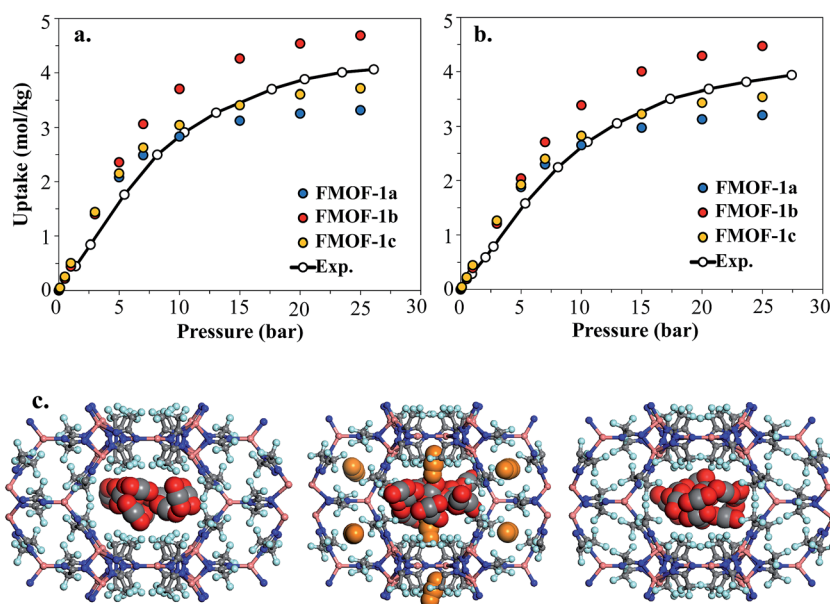 a.
Uptake (mol/kg)
5
4
3
2
1
0
0 5 10 15 20 25 30
Pressure (bar)
FMOF-1a
FMOF-1b
FMOF-1c
Exp.
b.
5
4
3
2
1
0
0 5 10 15 20 25 30
Pressure (bar)
FMOF-1a
FMOF-1b
FMOF-1c
Exp.
c.